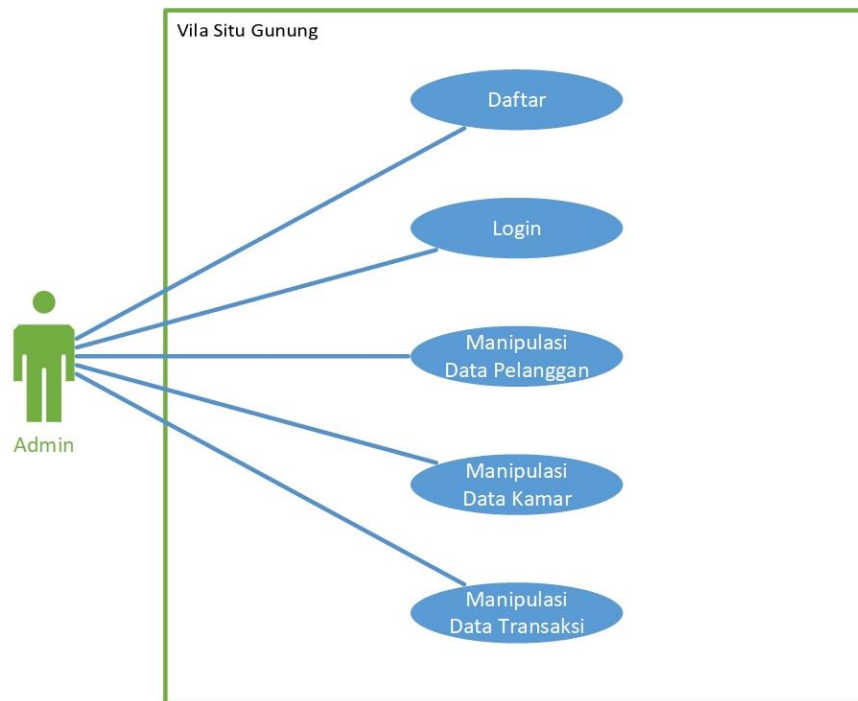 Vila Situ Gunung
Daftar
Login
Manipulasi
Data Pelanggan
Admin
Manipulasi
Data Kamar
Manipulasi
Data Transaksi